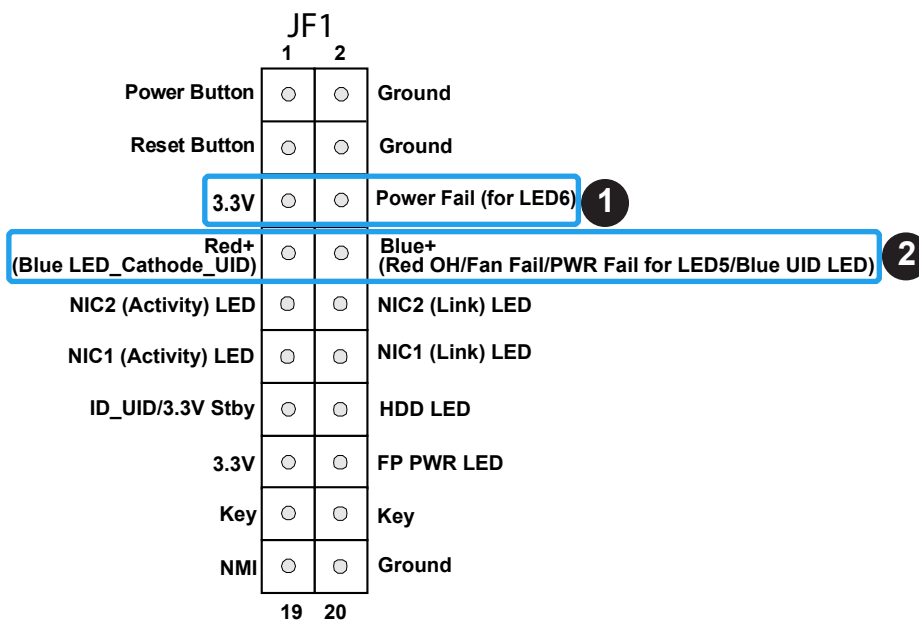 JF1
1 2
Power Button Ground
Reset Button Ground
3.3V Power Fail (for LED6) 1
Red+ Blue+
(Blue LED_Cathode_UID) (Red OH/Fan Fail/PWR Fail for LED5/Blue UID LED) 2
NIC2 (Activity) LED NIC2 (Link) LED
NIC1 (Activity) LED NIC1 (Link) LED
ID_UID/3.3V Stby HDD LED
3.3V FP PWR LED
Key Key
NMI Ground
19 20